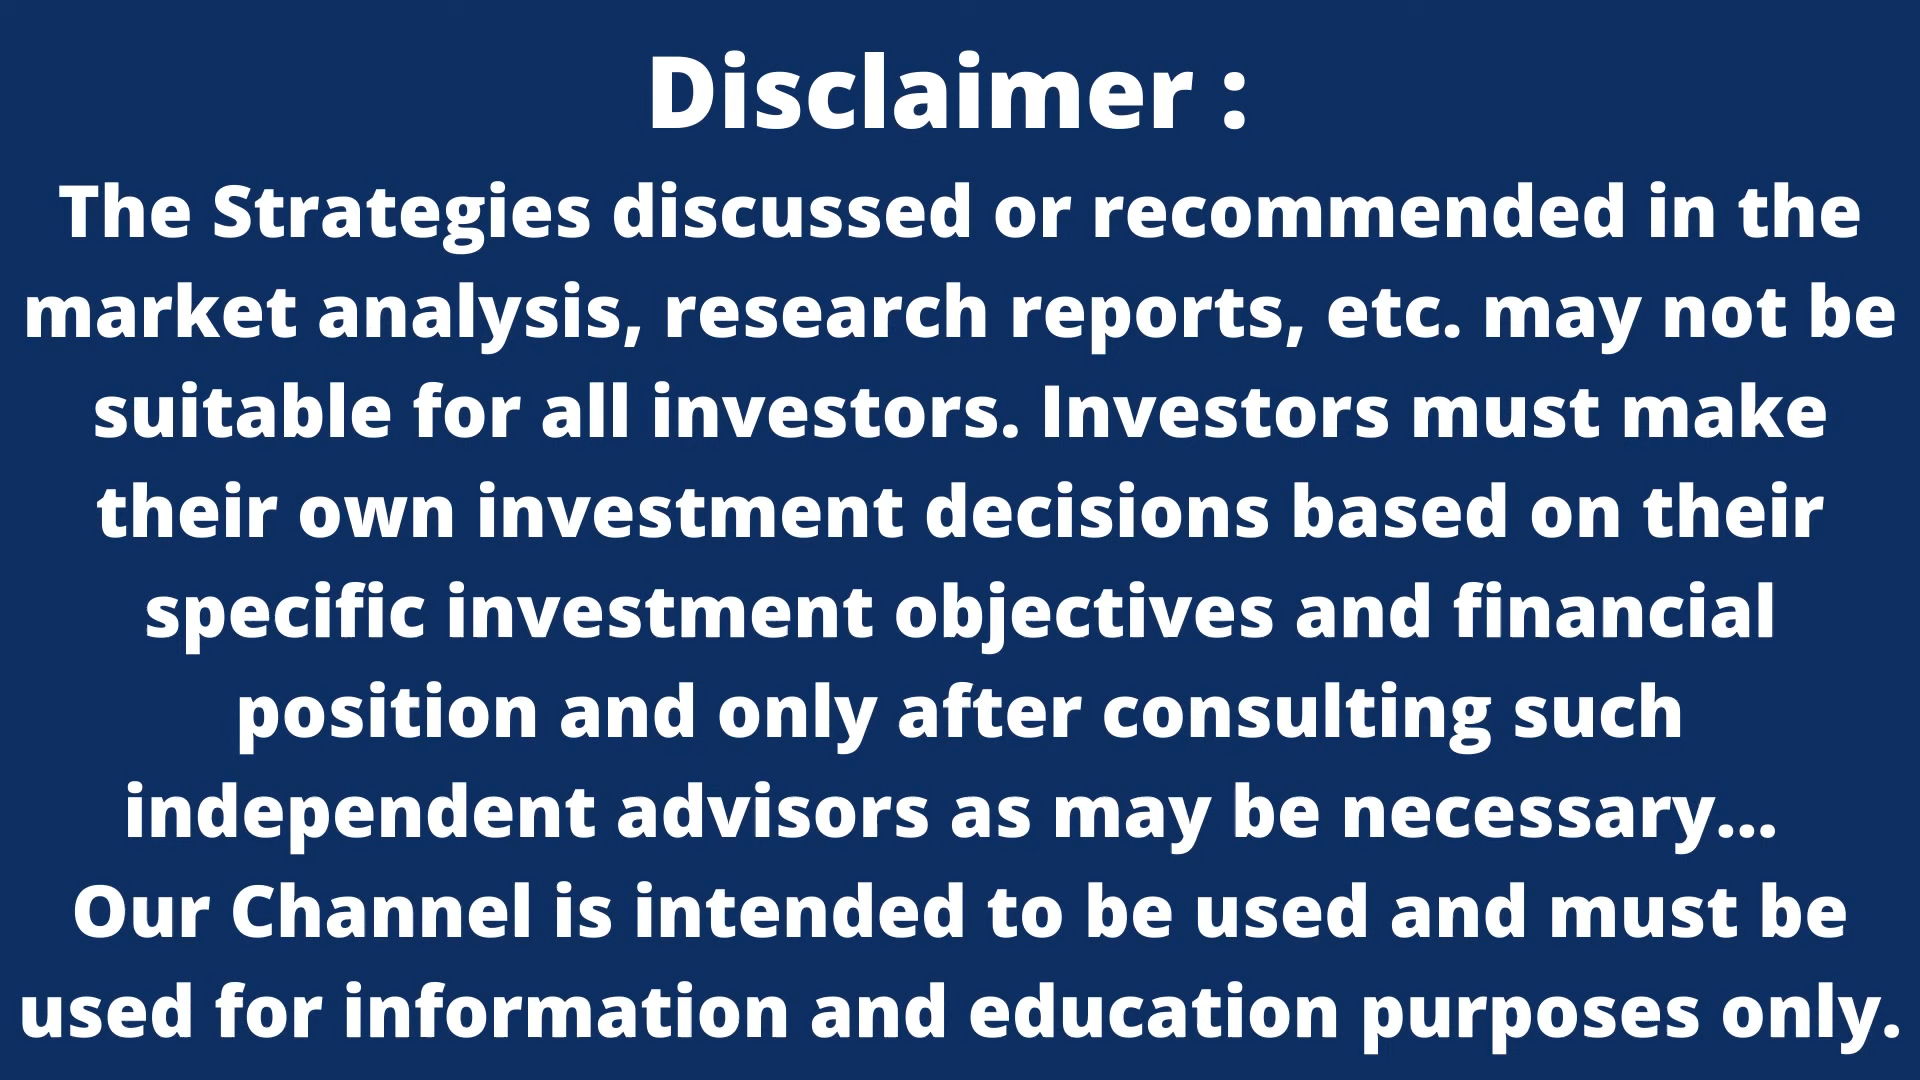 Disclaimer :
The Strategies discussed or recommended in the
market analysis, research reports, etc. may not be
suitable for all investors. Investors must make
their own investment decisions based on their
specific investment objectives and financial
position and only after consulting such
independent advisors as may be necessary...
Our Channel is intended to be used and must be
used for information and education purposes only.